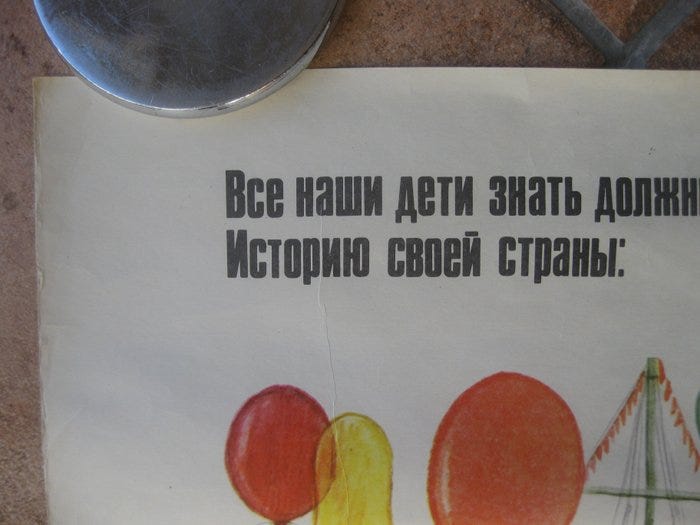 Все наши дети знать должн
Историю своей страны: